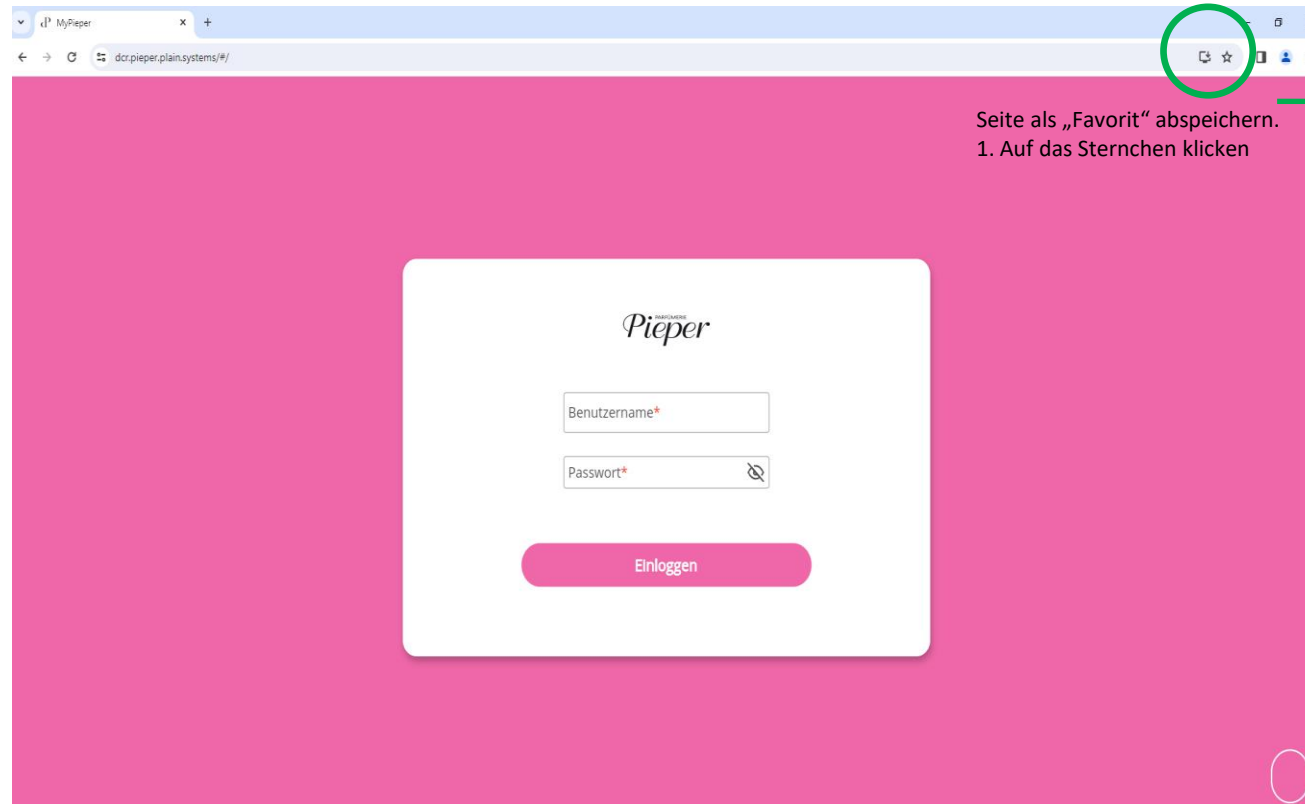 MyPieper
dcr.pieper.plain.systems/#/
Seite als „Favorit“ abspeichern.
1. Auf das Sternchen klicken
PARFÜMERIE
Pieper
Benutzername*
Passwort*
Einloggen